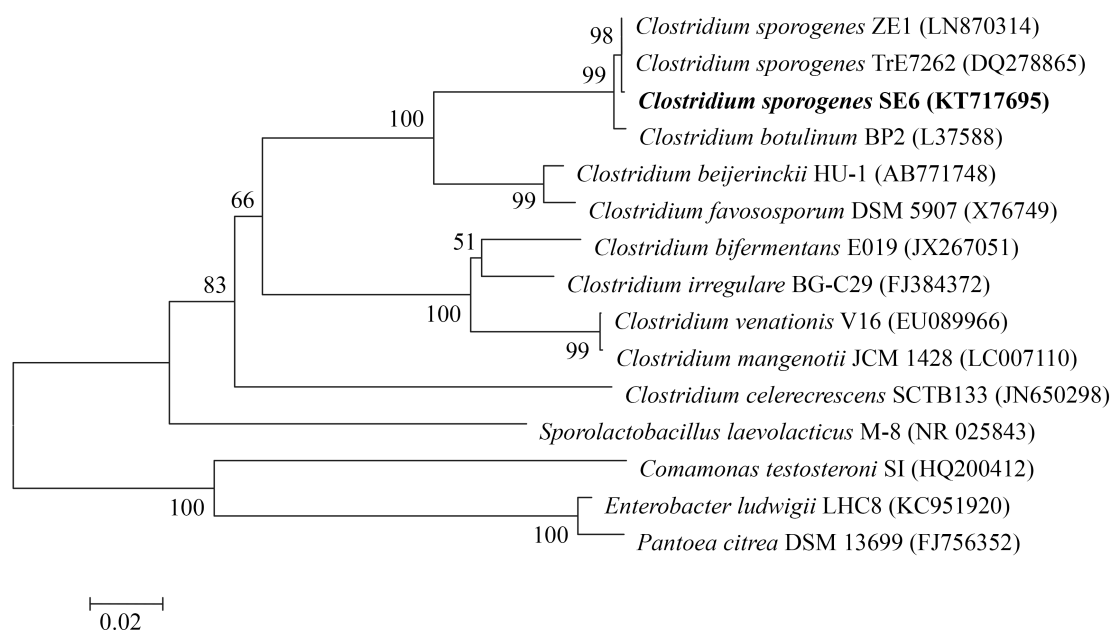 98
Clostridium sporogenes ZE1 (LN870314)
99
Clostridium sporogenes TrE7262 (DQ278865)
Clostridium sporogenes SE6 (KT717695)
100
Clostridium botulinum BP2 (L37588)
Clostridium beijerinckii HU-1 (AB771748)
99
66
Clostridium favososporum DSM 5907 (X76749)
51
Clostridium bifermentans E019 (JX267051)
83
Clostridium irregulare BG-C29 (FJ384372)
100
Clostridium venationis V16 (EU089966)
99
Clostridium mangenotii JCM 1428 (LC007110)
Clostridium celerecrescens SCTB133 (JN650298)
Sporolactobacillus laevolacticus M-8 (NR 025843)
Comamonas testosteroni SI (HQ200412)
100
Enterobacter ludwigii LHC8 (KC951920)
100
Pantoea citrea DSM 13699 (FJ756352)
0.02